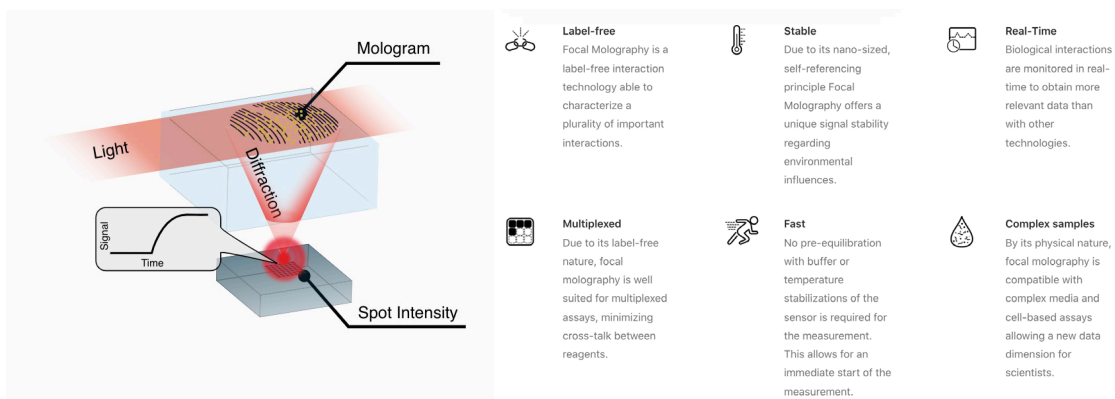 Mologram
Light
Diffraction
Signal
Time
Spot Intensity
Label-free
Focal Molography is a
label-free interaction
technology able to
characterize a
plurality of important
interactions.
Stable
Due to its nano-sized,
self-referencing
principle Focal
Molography offers a
unique signal stability
regarding
environmental
influences.
Real-Time
Biological interactions
are monitored in real-
time to obtain more
relevant data than
with other
technologies.
Multiplexed
Due to its label-free
nature, focal
molography is well
suited for multiplexed
assays, minimizing
cross-talk between
reagents.
Fast
No pre-equilibration
with buffer or
temperature
stabilizations of the
sensor is required for
the measurement.
This allows for an
immediate start of the
measurement.
Complex samples
By its physical nature,
focal molography is
compatible with
complex media and
cell-based assays
allowing a new data
dimension for
scientists.